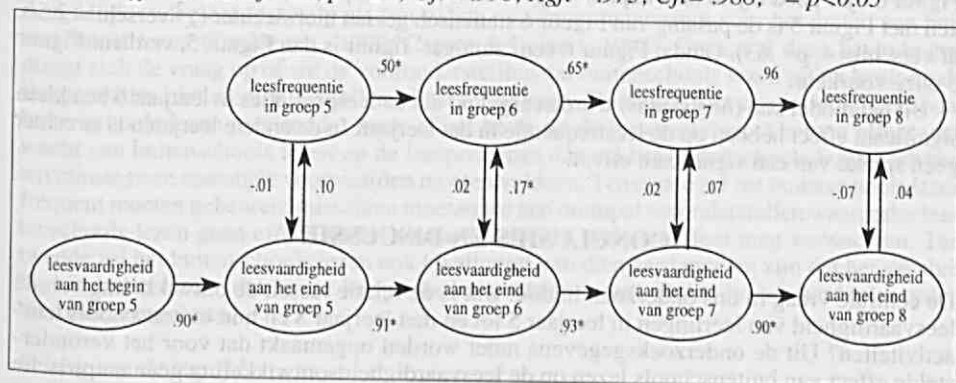 * = p<0.05
.50* .65* .96
leesfrequentie leesfrequentie leesfrequentie leesfrequentie
in groep 5 in groep 6 in groep 7 in groep 8
-.01 .10 .02 .17* .02 .07 -.07 .04
leesvaardigheid leesvaardigheid leesvaardigheid leesvaardigheid leesvaardigheid
aan het begin aan het eind aan het eind aan het eind aan het eind
van groep 5 van groep 5 van groep 6 van groep 7 van groep 8
.90* .91* .93* .90*